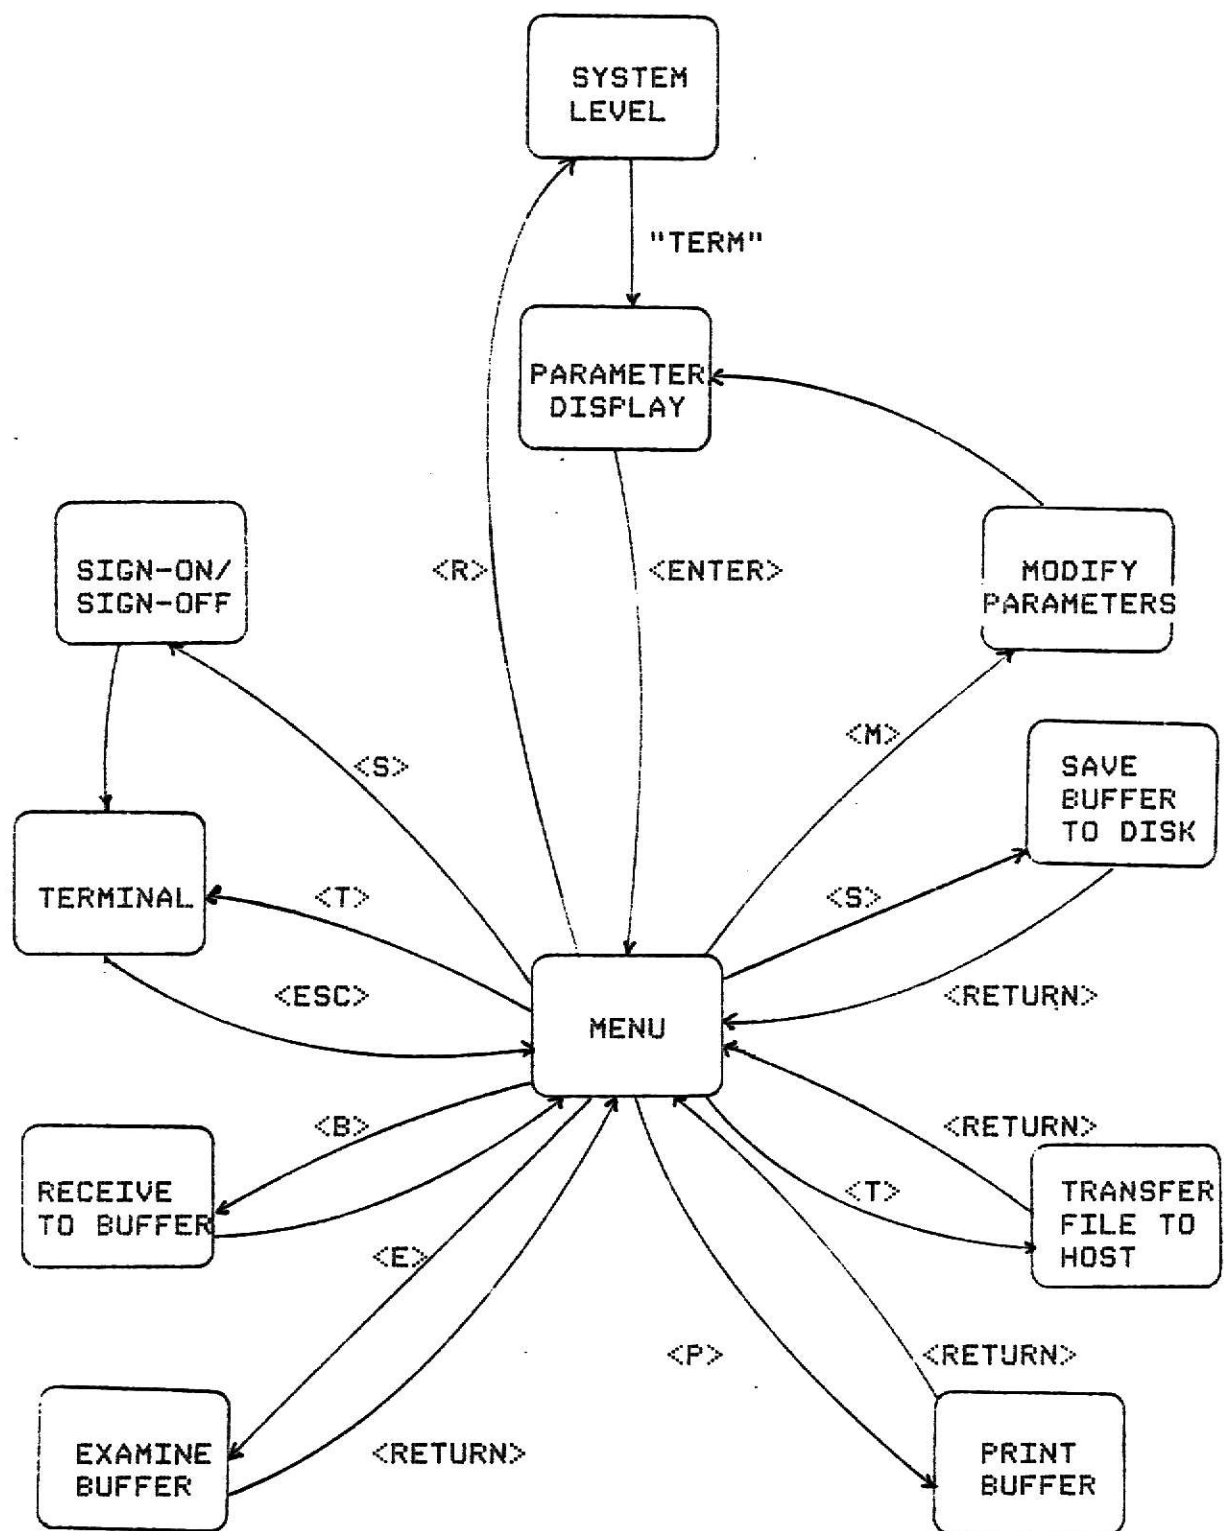 SYSTEM
LEVEL
"TERM"
PARAMETER
DISPLAY
SIGN-ON/
SIGN-OFF
<R>
<ENTER>
MODIFY
PARAMETERS
<S>
<M>
SAVE
BUFFER
TO DISK
TERMINAL
<T>
<S>
<ESC>
MENU
<RETURN>
<B>
<RETURN>
RECEIVE
TO BUFFER
<T>
TRANSFER
FILE TO
HOST
<E>
<P>
<RETURN>
EXAMINE
BUFFER
<RETURN>
PRINT
BUFFER